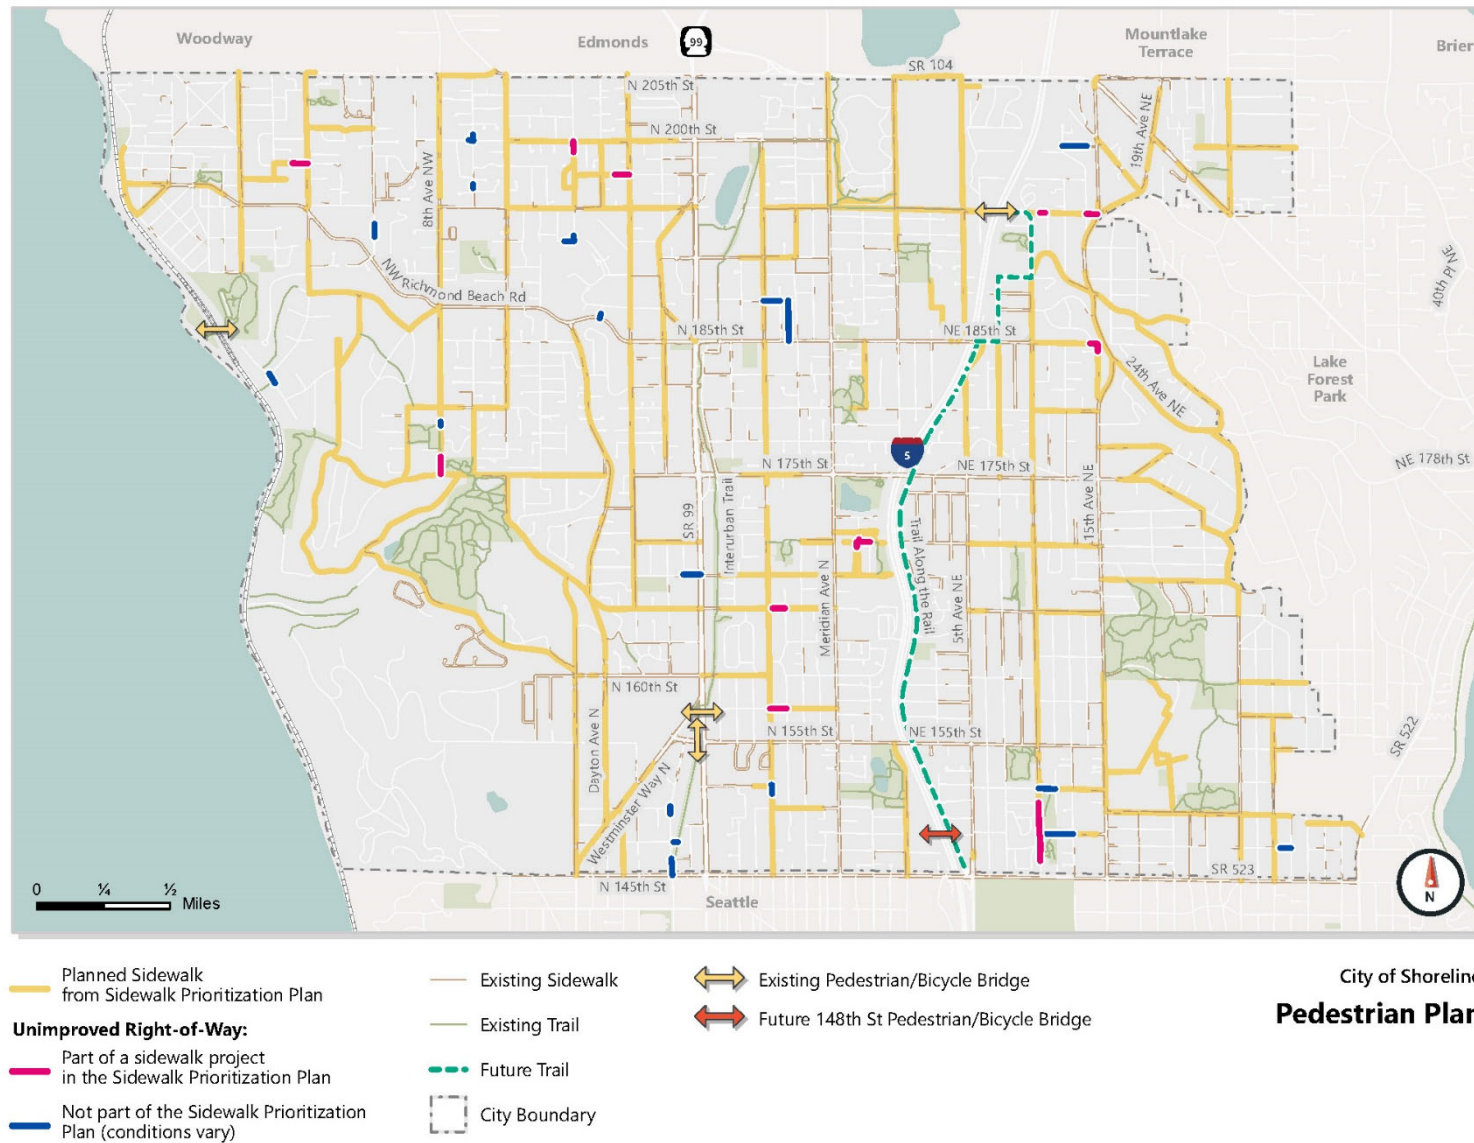 Woodway
Edmonds
99
Mountlake
Terrace
Brier
SR 104
N 205th St
N 200th St
19th Ave NE
8th Ave NW
NW Richmond Beach Rd
N 185th St
NE 185th St
40th Pl NE
Lake
Forest
Park
24th Ave NE
5
N 175th St
NE 175th St
NE 178th St
15th Ave NE
SR 99
Interurban Trail
Meridian Ave N
Trail Along the Rail
5th Ave NE
N 160th St
Dayton Ave N
Westminster Way N
N 155th St
NE 155th St
SR 522
SR 523
N 145th St
Seattle
0 ¼ ½
Miles
N
Planned Sidewalk
from Sidewalk Prioritization Plan
Unimproved Right-of-Way:
Part of a sidewalk project
in the Sidewalk Prioritization Plan
Not part of the Sidewalk Prioritization
Plan (conditions vary)
Existing Sidewalk
Existing Trail
Future Trail
City Boundary
Existing Pedestrian/Bicycle Bridge
Future 148th St Pedestrian/Bicycle Bridge
City of Shoreline
Pedestrian Plan